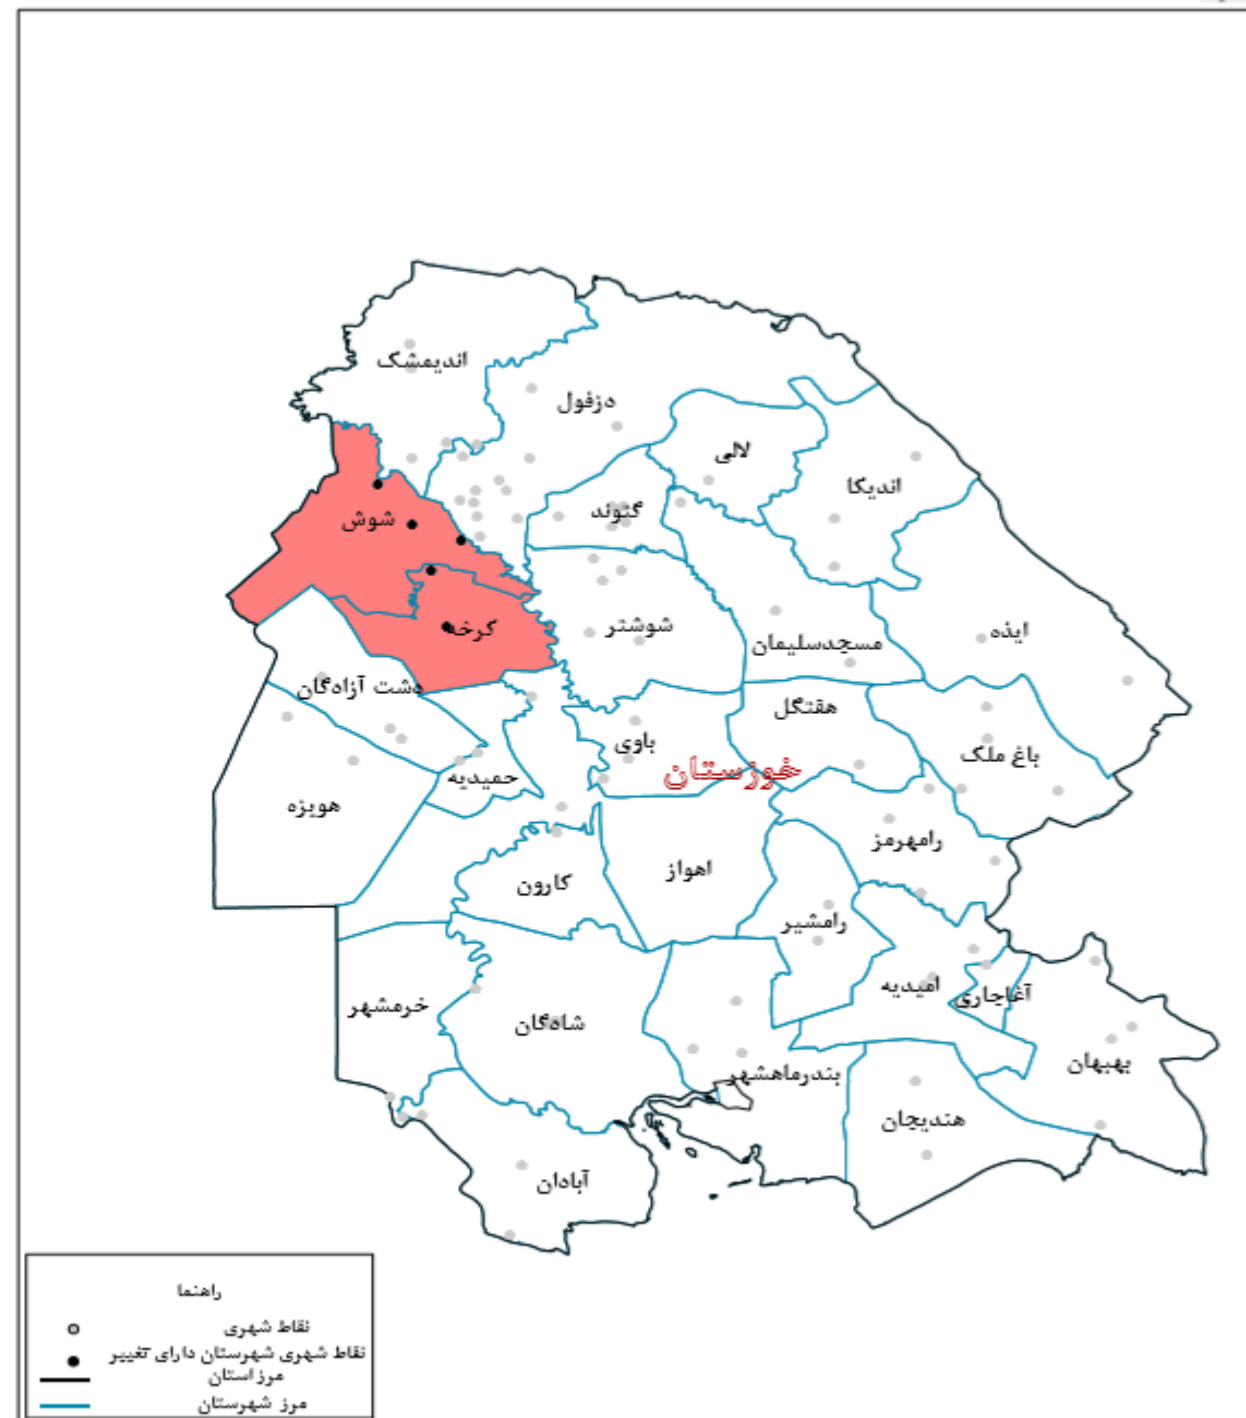 اندیمشک
دزفول
لالی
اندیکا
گتوند
شوش
کرخه
شوشتر
مسجدسلیمان
ایذه
دشت آزادگان
هفتگل
باوی
باغ ملک
خوزستان
حمیدیه
هویزه
رامهرمز
اهواز
کارون
رامشیر
امیدیه
آغاجاری
خرمشهر
شادگان
بندرماهشهر
بهبهان
هندیجان
آبادان
راهنما
نقاط شهری
نقاط شهری شهرستان دارای تغییر
مرز استان
مرز شهرستان